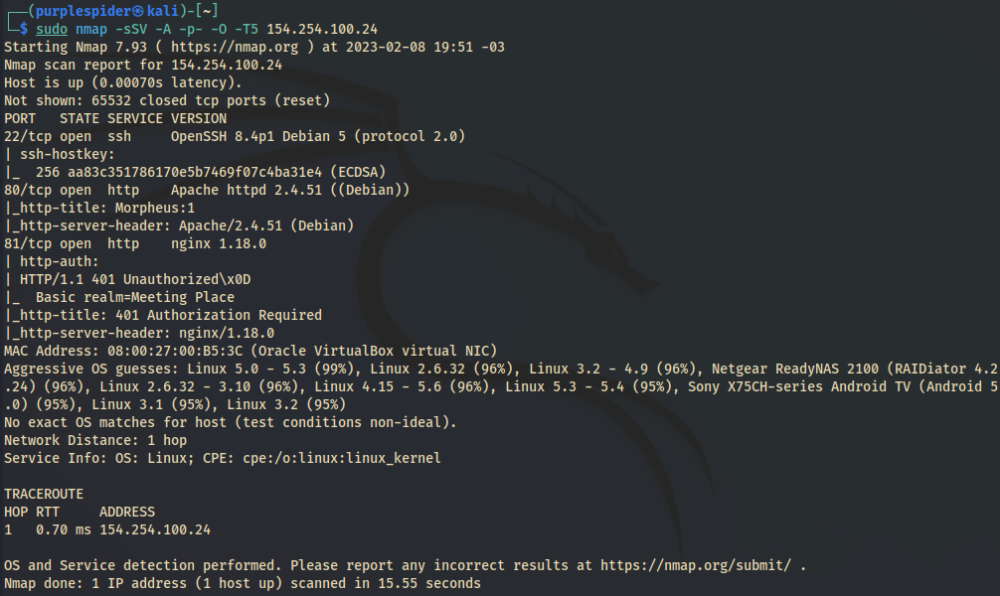 ┌──(purplespider㉿kali)-[~]
└─$ sudo nmap -sSV -A -p- -O -T5 154.254.100.24
Starting Nmap 7.93 ( https://nmap.org ) at 2023-02-08 19:51 -03
Nmap scan report for 154.254.100.24
Host is up (0.00070s latency).
Not shown: 65532 closed tcp ports (reset)
PORT   STATE SERVICE VERSION
22/tcp open  ssh     OpenSSH 8.4p1 Debian 5 (protocol 2.0)
| ssh-hostkey:
|_  256 aa83c351786170e5b7469f07c4ba31e4 (ECDSA)
80/tcp open  http    Apache httpd 2.4.51 ((Debian))
|_http-title: Morpheus:1
|_http-server-header: Apache/2.4.51 (Debian)
81/tcp open  http    nginx 1.18.0
| http-auth:
| HTTP/1.1 401 Unauthorized\x0D
|_  Basic realm=Meeting Place
|_http-title: 401 Authorization Required
|_http-server-header: nginx/1.18.0
MAC Address: 08:00:27:00:B5:3C (Oracle VirtualBox virtual NIC)
Aggressive OS guesses: Linux 5.0 - 5.3 (99%), Linux 2.6.32 (96%), Linux 3.2 - 4.9 (96%), Netgear ReadyNAS 2100 (RAIDiator 4.2
.24) (96%), Linux 2.6.32 - 3.10 (96%), Linux 4.15 - 5.6 (96%), Linux 5.3 - 5.4 (95%), Sony X75CH-series Android TV (Android 5
.0) (95%), Linux 3.1 (95%), Linux 3.2 (95%)
No exact OS matches for host (test conditions non-ideal).
Network Distance: 1 hop
Service Info: OS: Linux; CPE: cpe:/o:linux:linux_kernel
TRACEROUTE
HOP RTT     ADDRESS
1   0.70 ms 154.254.100.24
OS and Service detection performed. Please report any incorrect results at https://nmap.org/submit/ .
Nmap done: 1 IP address (1 host up) scanned in 15.55 seconds